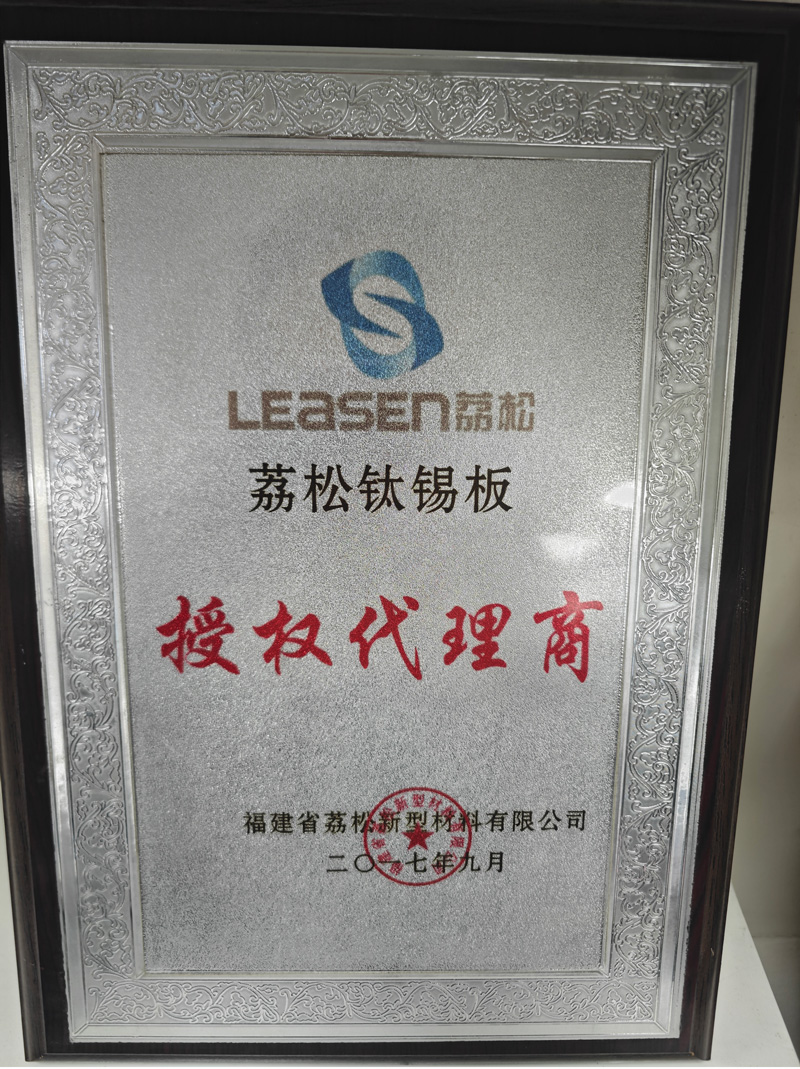 LEASEN荔松
荔松钛锡板
授权代理商
福建省荔松新型材料有限公司
二〇一七年九月